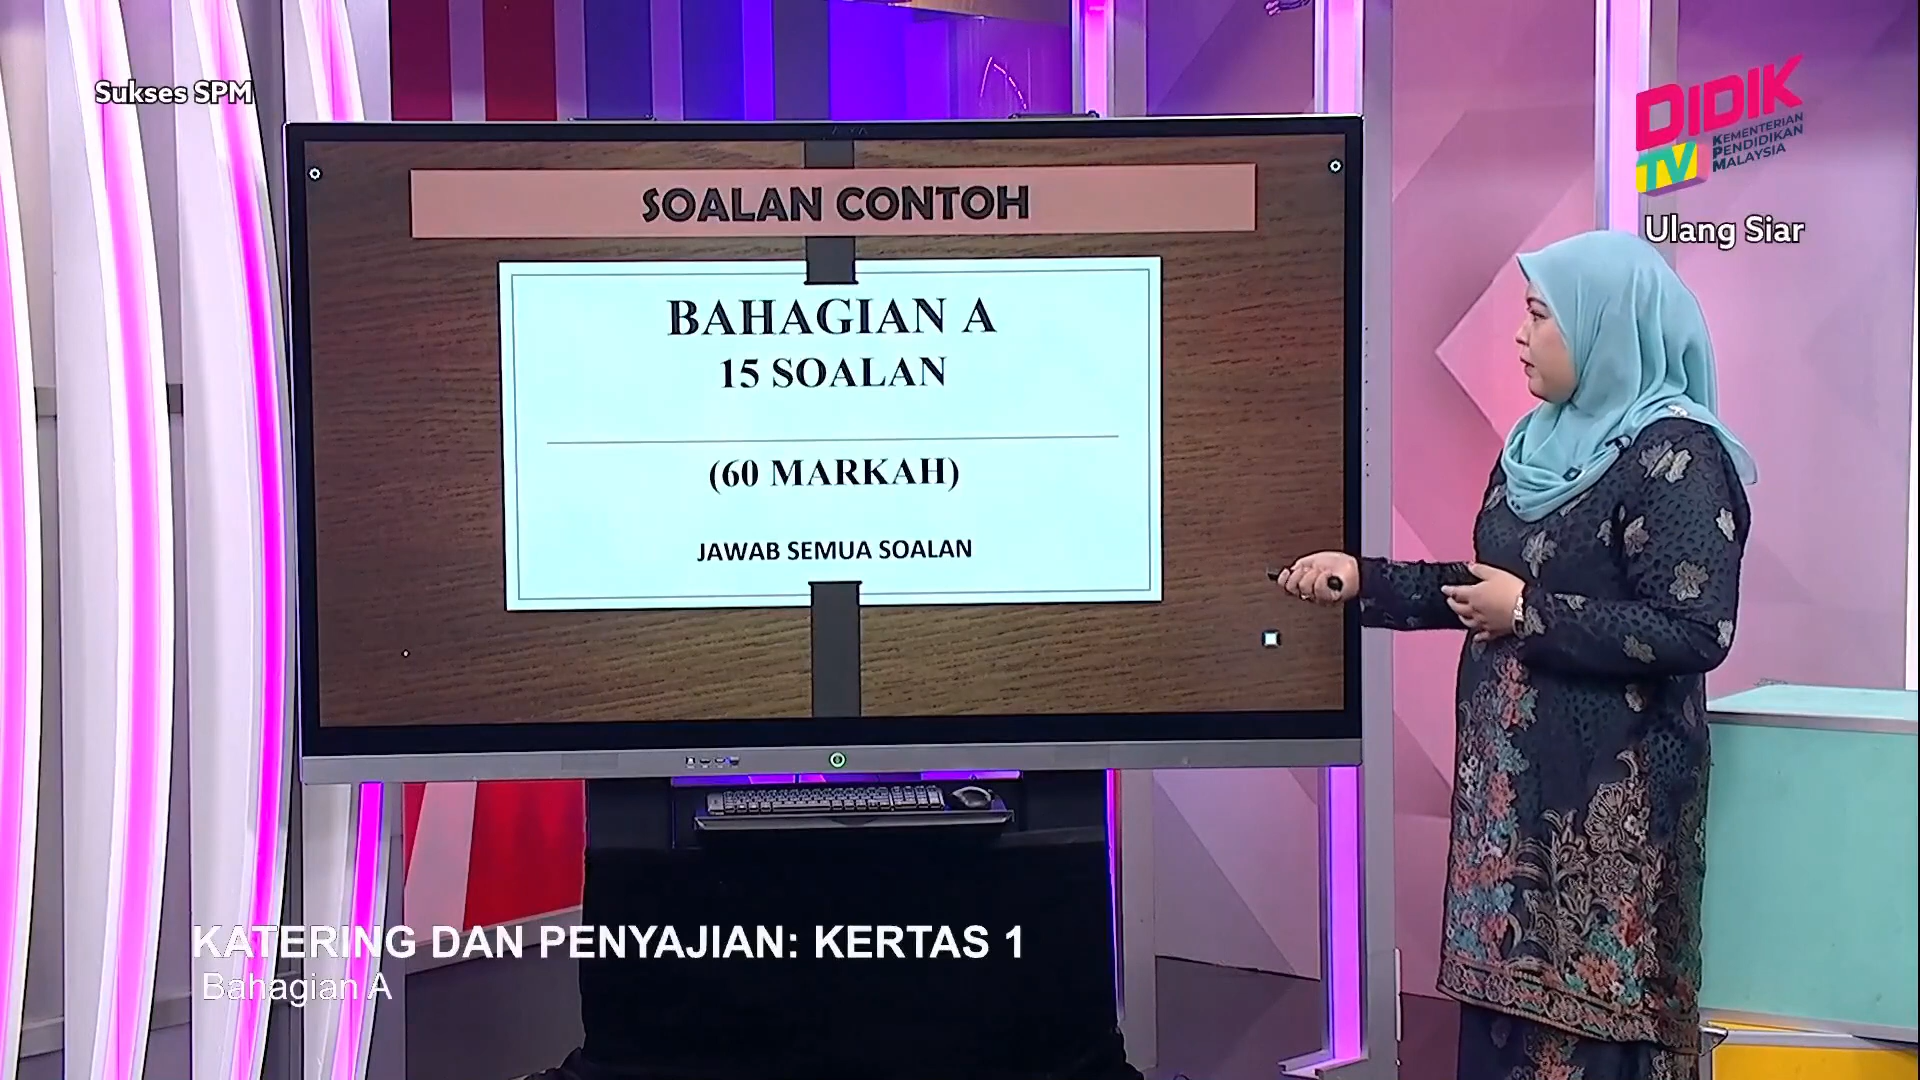 Sukses SPM
DIDIK
TV
KEMENTERIAN
PENDIDIKAN
MALAYSIA
Ulang Siar
SOALAN CONTOH
BAHAGIAN A
15 SOALAN
(60 MARKAH)
JAWAB SEMUA SOALAN
KATERING DAN PENYAJIAN: KERTAS 1
Bahagian A